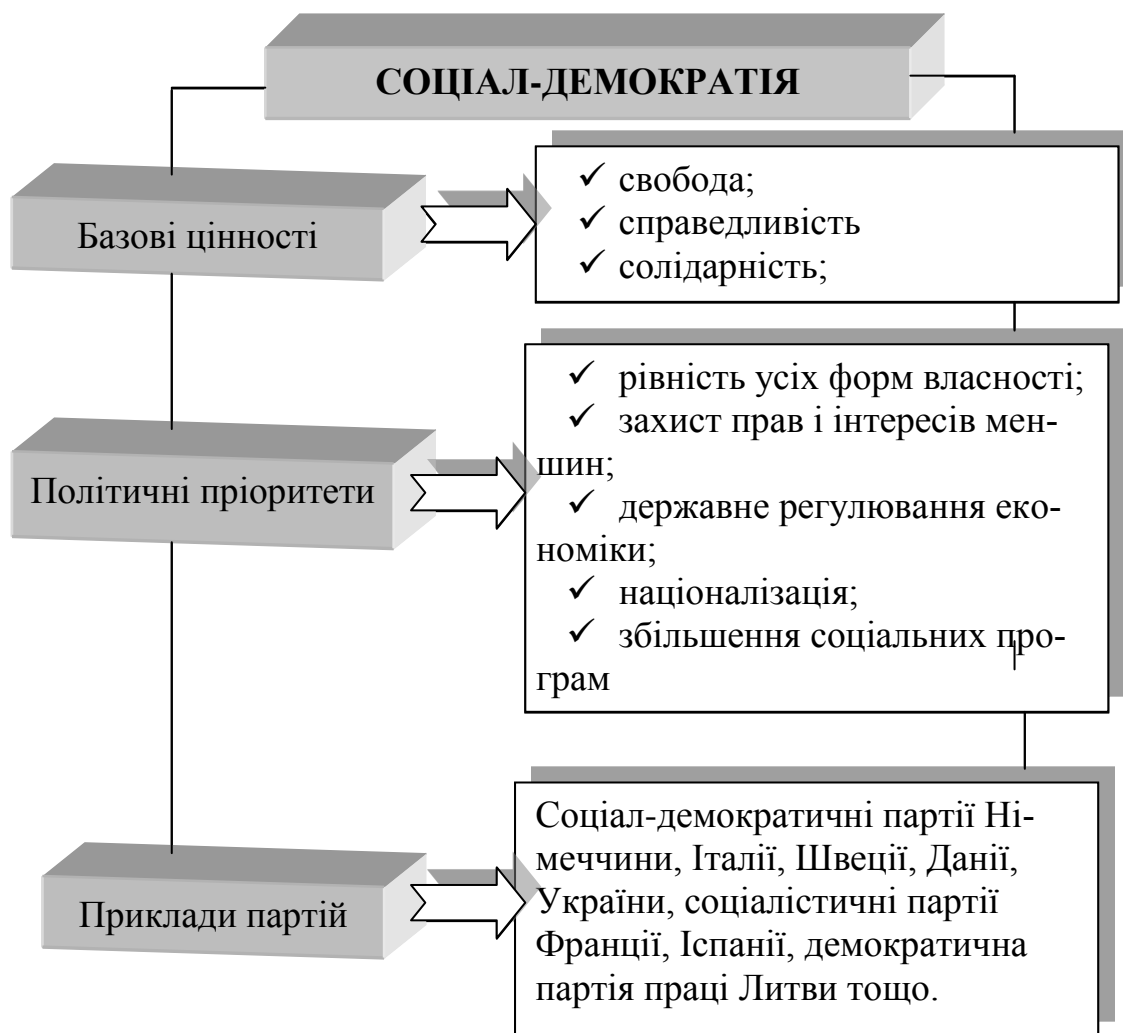 СОЦІАЛ-ДЕМОКРАТІЯ
Базові цінності
✓ свобода;
✓ справедливість
✓ солідарність;
Політичні пріоритети
✓ рівність усіх форм власності;
✓ захист прав і інтересів мен-
шин;
✓ державне регулювання еко-
номіки;
✓ націоналізація;
✓ збільшення соціальних про-
грам
Приклади партій
Соціал-демократичні партії Ні-
меччини, Італії, Швеції, Данії,
України, соціалістичні партії
Франції, Іспанії, демократична
партія праці Литви тощо.